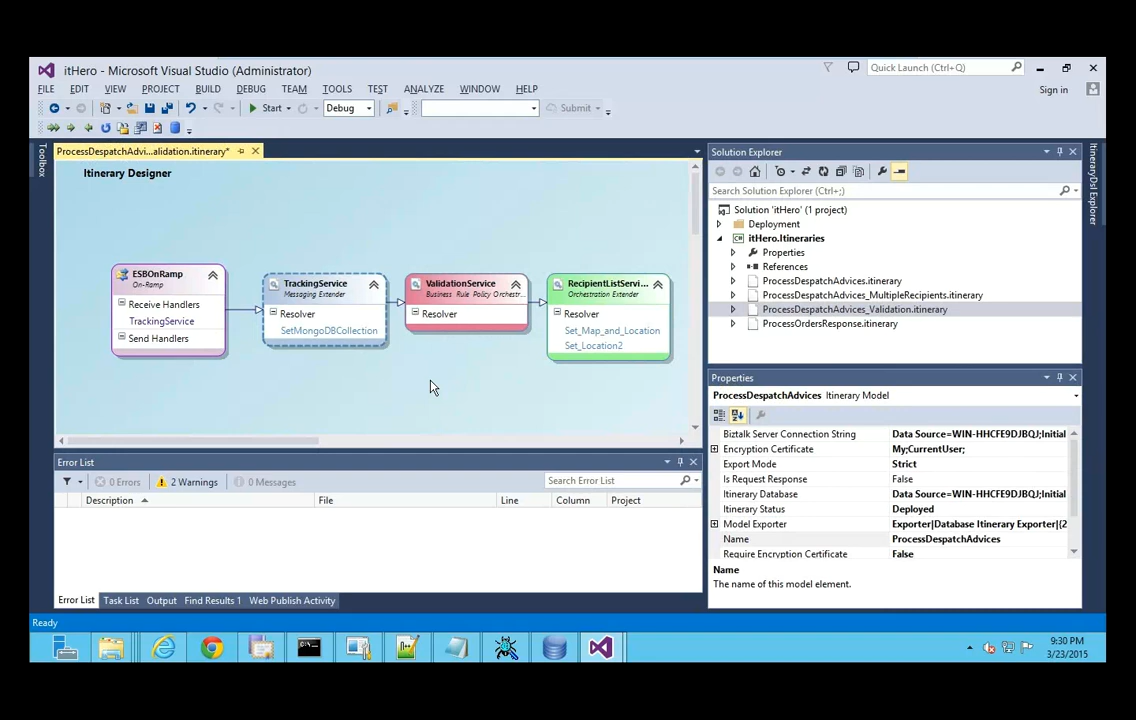 itHero - Microsoft Visual Studio (Administrator)
Quick Launch (Ctrl+Q)
FILE EDIT VIEW PROJECT BUILD DEBUG TEAM TOOLS TEST ANALYZE WINDOW HELP
Sign in
Start Debug Submit
Toolbox
ProcessDespatchAdvi...alidation.itinerary*
Itinerary Designer
ESBOnRamp
On-Ramp
Receive Handlers
TrackingService
Send Handlers
TrackingService
Messaging Extender
Resolver
SetMongoDBCollection
ValidationService
Business Rule Policy Orchestr...
Resolver
RecipientListServi...
Orchestration Extender
Resolver
Set_Map_and_Location
Set_Location2
Solution Explorer
Search Solution Explorer (Ctrl+;)
Solution 'itHero' (1 project)
Deployment
itHero.Itineraries
Properties
References
ProcessDespatchAdvices.itinerary
ProcessDespatchAdvices_MultipleRecipients.itinerary
ProcessDespatchAdvices_Validation.itinerary
ProcessOrdersResponse.itinerary
ItineraryDsl Explorer
Properties
ProcessDespatchAdvices Itinerary Model
Biztalk Server Connection String Data Source=WIN-HHCFE9DJBQJ;Initial
Encryption Certificate My;CurrentUser;
Export Mode Strict
Is Request Response False
Itinerary Database Data Source=WIN-HHCFE9DJBQJ;Initial
Itinerary Status Deployed
Model Exporter Exporter|Database Itinerary Exporter|{2
Name ProcessDespatchAdvices
Require Encryption Certificate False
Name
The name of this model element.
Error List
0 Errors 2 Warnings 0 Messages
Search Error List
Description File Line Column Project
Error List Task List Output Find Results 1 Web Publish Activity
Ready
9:30 PM
3/23/2015